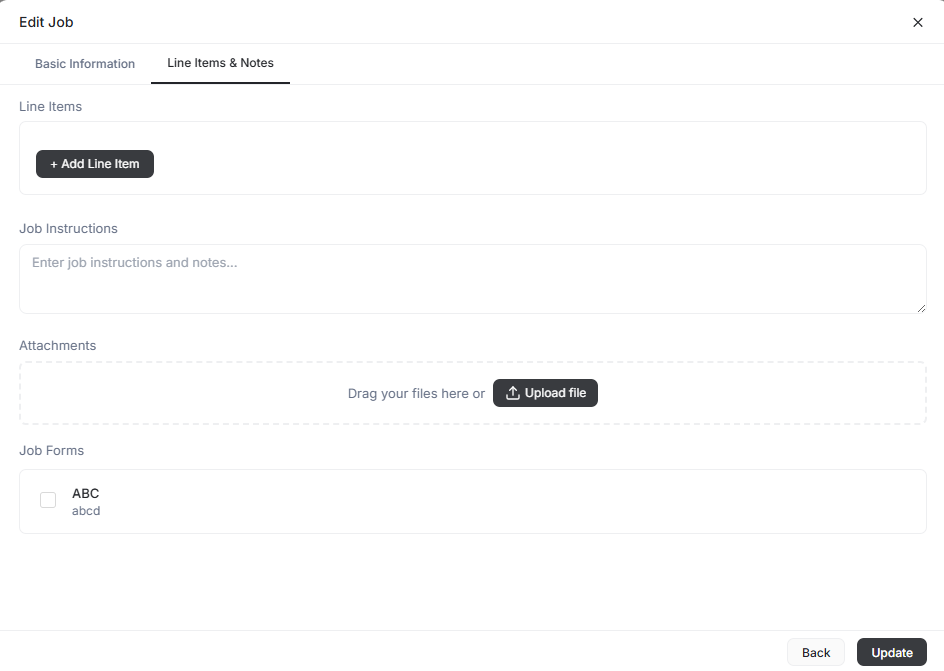 Edit Job
Basic Information
Line Items & Notes
Line Items
+ Add Line Item
Job Instructions
Enter job instructions and notes...
Attachments
Drag your files here or
Upload file
Job Forms
ABC
abcd
Back
Update